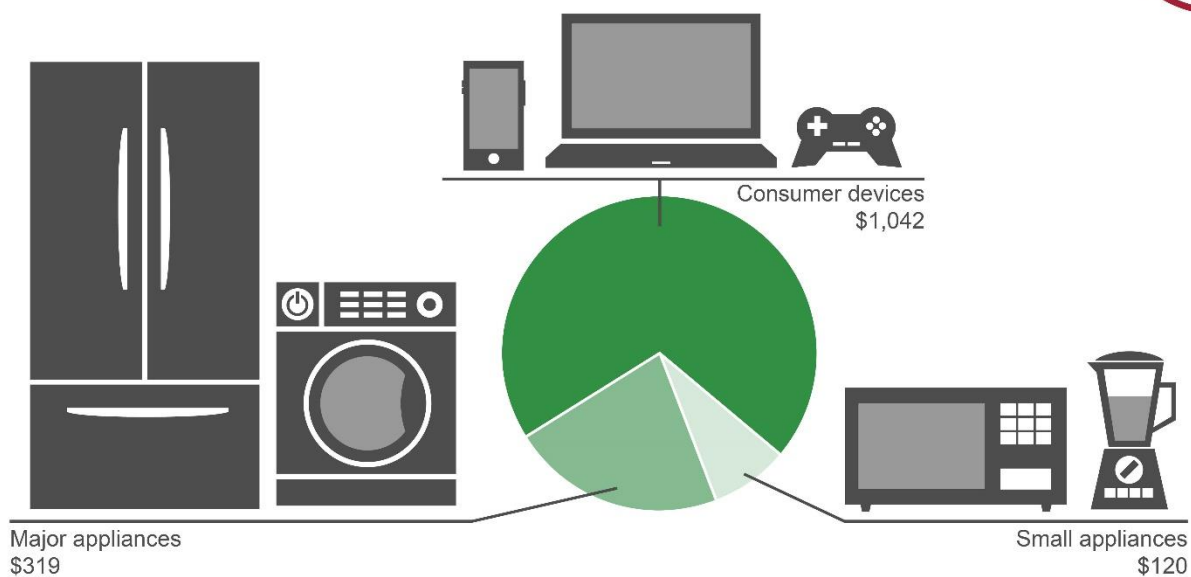 Consumer devices
$1,042
Major appliances
$319
Small appliances
$120